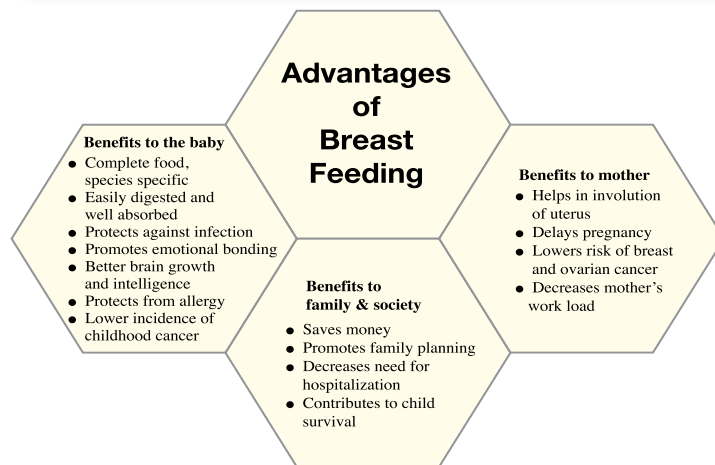 Advantages
of
Breast
Feeding
Benefits to the baby
● Complete food,
species specific
● Easily digested and
well absorbed
● Protects against infection
● Promotes emotional bonding
● Better brain growth
and intelligence
● Protects from allergy
● Lower incidence of
childhood cancer
Benefits to
family & society
● Saves money
● Promotes family planning
● Decreases need for
hospitalization
● Contributes to child
survival
Benefits to mother
● Helps in involution
of uterus
● Delays pregnancy
● Lowers risk of breast
and ovarian cancer
● Decreases mother's
work load